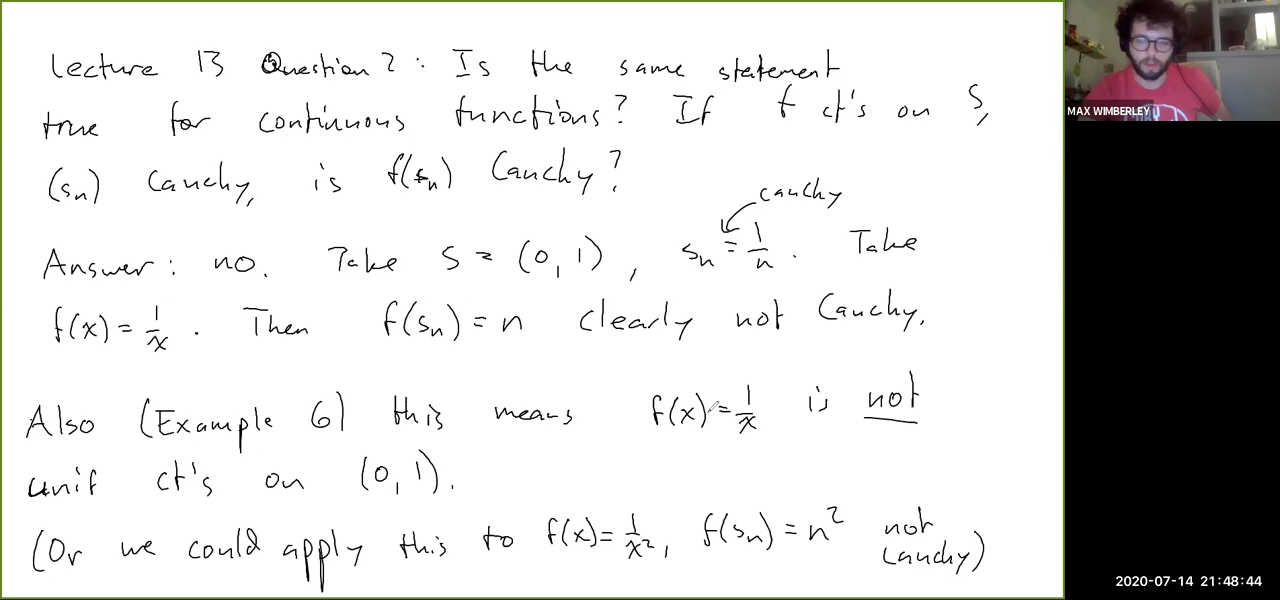 Lecture 13 Question 2: Is the same statement
true for continuous functions? If f ct's on S,
(sn) Cauchy, is f(sn) Cauchy?
cauchy
Answer: no. Take S = (0, 1), sn = 1/n. Take
f(x) = 1/x. Then f(sn) = n clearly not Cauchy.
Also (Example 6) this means f(x) = 1/x is not
unif ct's on (0, 1).
(Or we could apply this to f(x) = 1/x², f(sn) = n² not
Cauchy)
MAX WIMBERLEY
2020-07-14 21:48:44